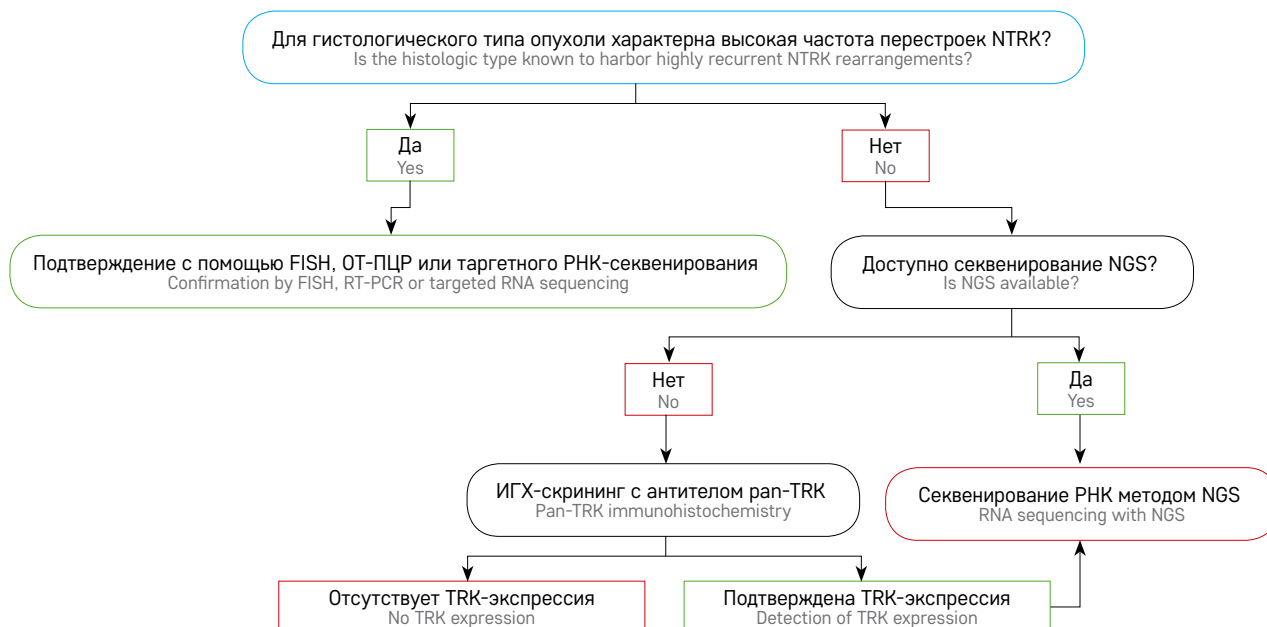 Для гистологического типа опухоли характерна высокая частота перестроек NTRK?
Is the histologic type known to harbor highly recurrent NTRK rearrangements?
Да
Yes
Нет
No
Подтверждение с помощью FISH, ОТ-ПЦР или таргетного РНК-секвенирования
Confirmation by FISH, RT-PCR or targeted RNA sequencing
Доступно секвенирование NGS?
Is NGS available?
Нет
No
Да
Yes
ИГХ-скрининг с антителом pan-TRK
Pan-TRK immunohistochemistry
Секвенирование РНК методом NGS
RNA sequencing with NGS
Отсутствует TRK-экспрессия
No TRK expression
Подтверждена TRK-экспрессия
Detection of TRK expression